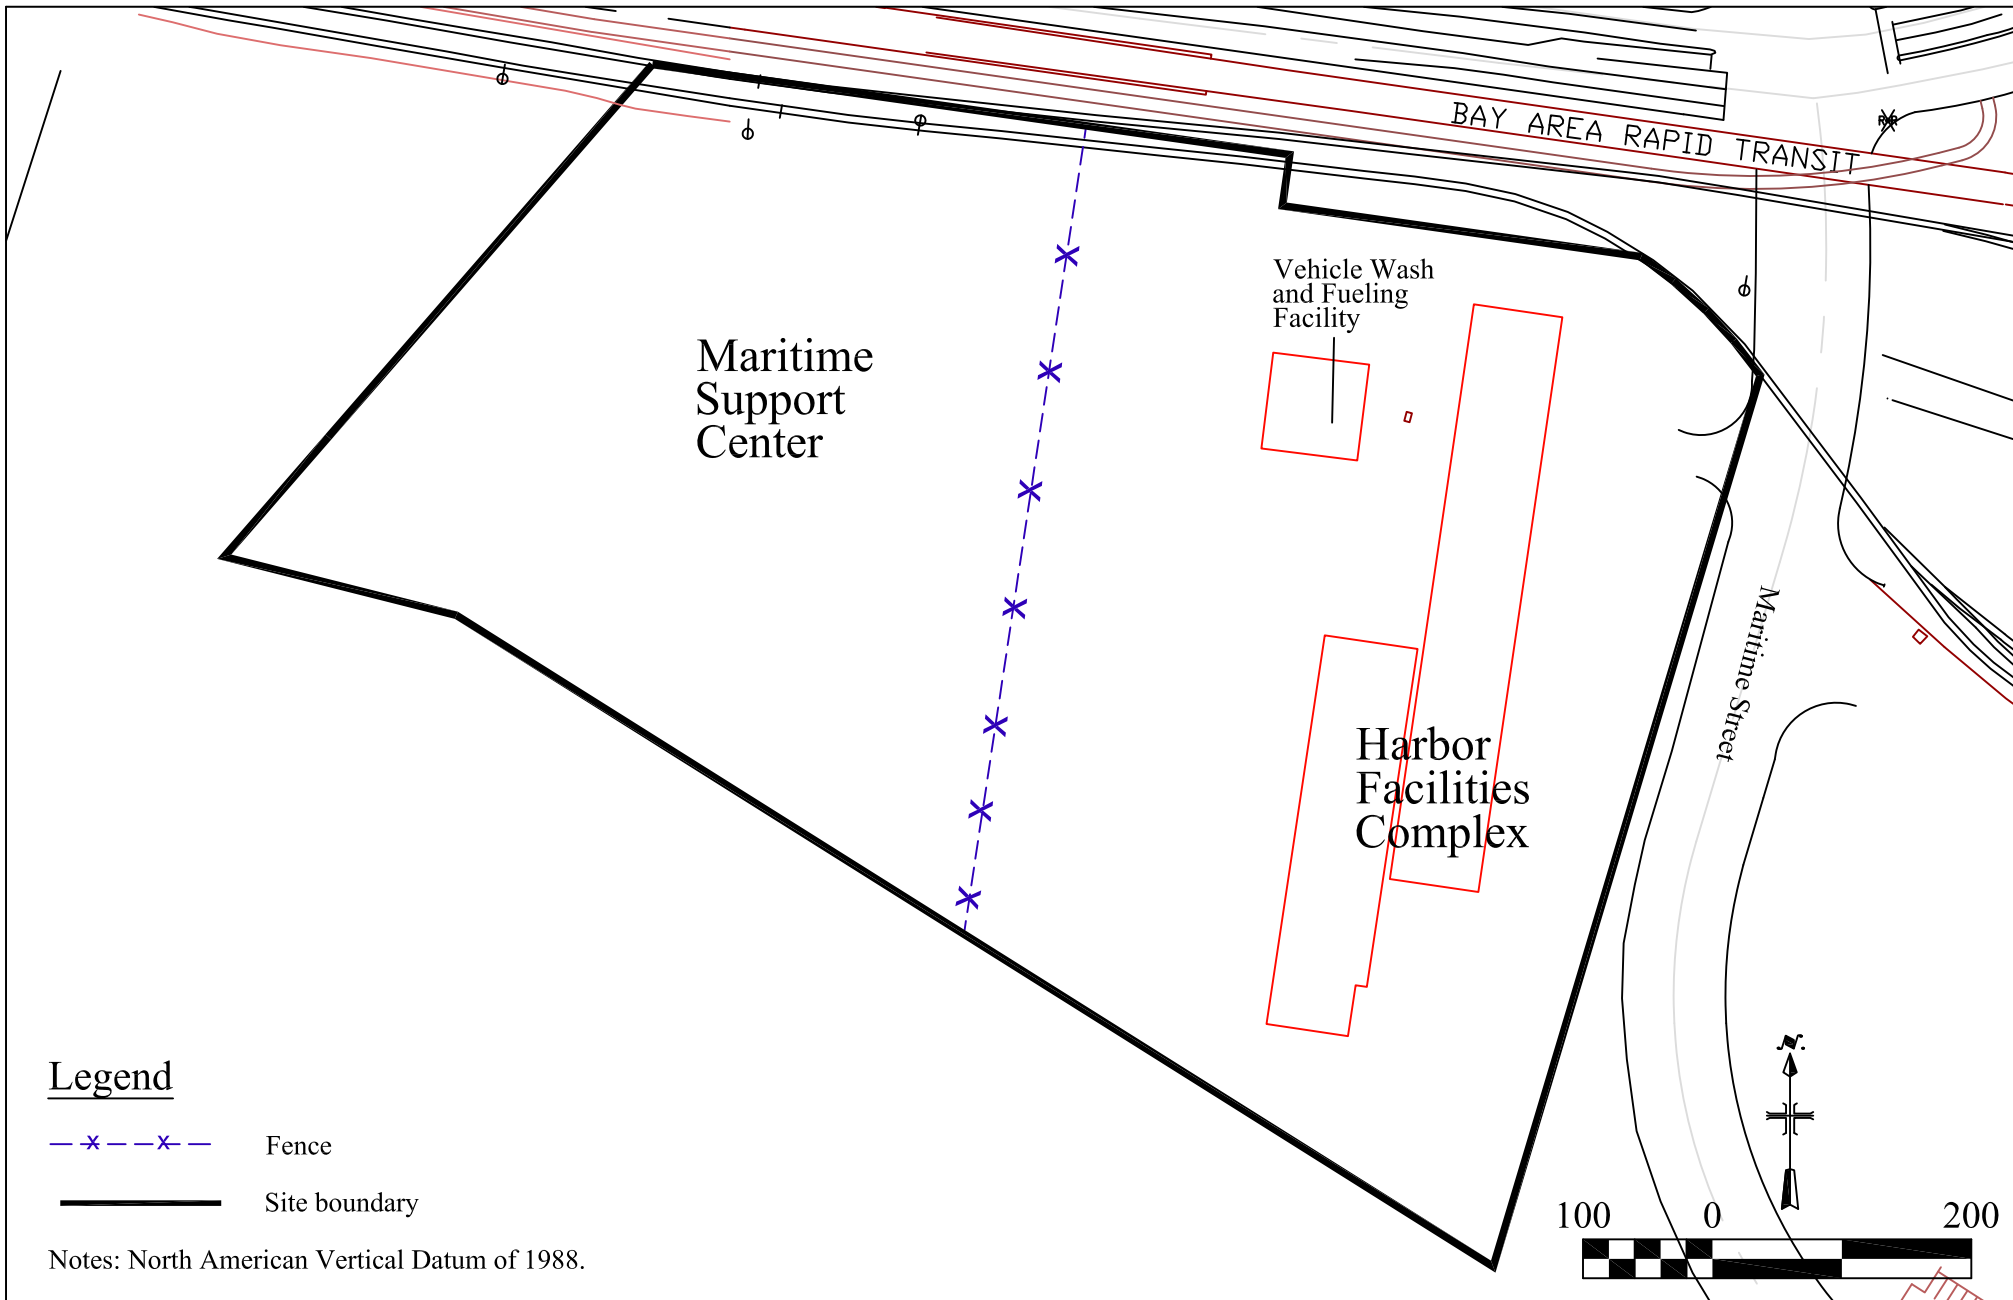 BAY AREA RAPID TRANSIT
Vehicle Wash
and Fueling
Facility
Maritime
Support
Center
Harbor
Facilities
Complex
Maritime Street
Legend
Fence
Site boundary
Notes: North American Vertical Datum of 1988.
100 0 200